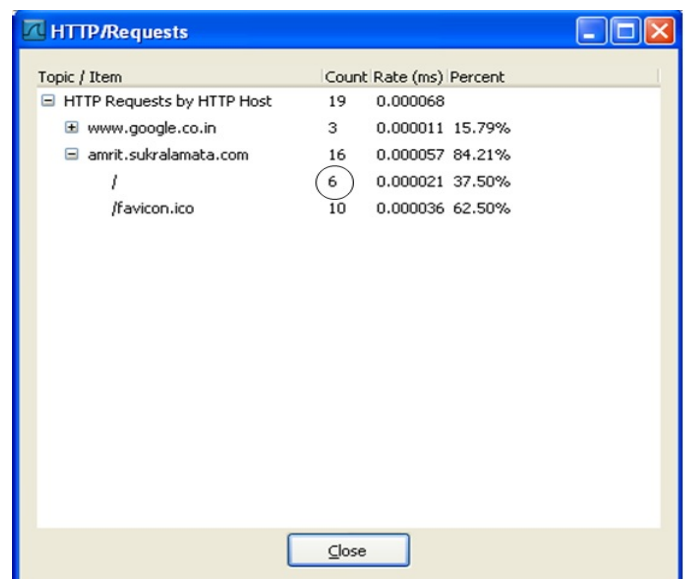 HTTP/Requests
Topic / Item Count Rate (ms) Percent
HTTP Requests by HTTP Host 19 0.000068
www.google.co.in 3 0.000011 15.79%
amrit.sukralamata.com 16 0.000057 84.21%
/ 6 0.000021 37.50%
/favicon.ico 10 0.000036 62.50%
Close